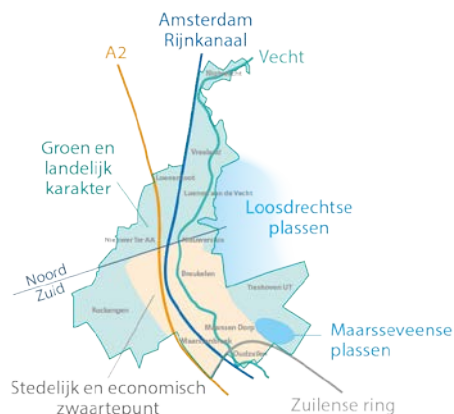 Amsterdam
Rijnkanaal
A2
Vecht
Vreeland
Groen en
landelijk
karakter
Loenersloot
Loenen aan de Vecht
Loosdrechtse
plassen
Nieuwer Ter AA
Nieuwersluis
Noord
Zuid
Breukelen
Tienhoven UT
Kockengen
Maarssen Dorp
Maarssenbroek
Oud Zuilen
Maarsseveense
plassen
Stedelijk en economisch
zwaartepunt
Zuilense ring